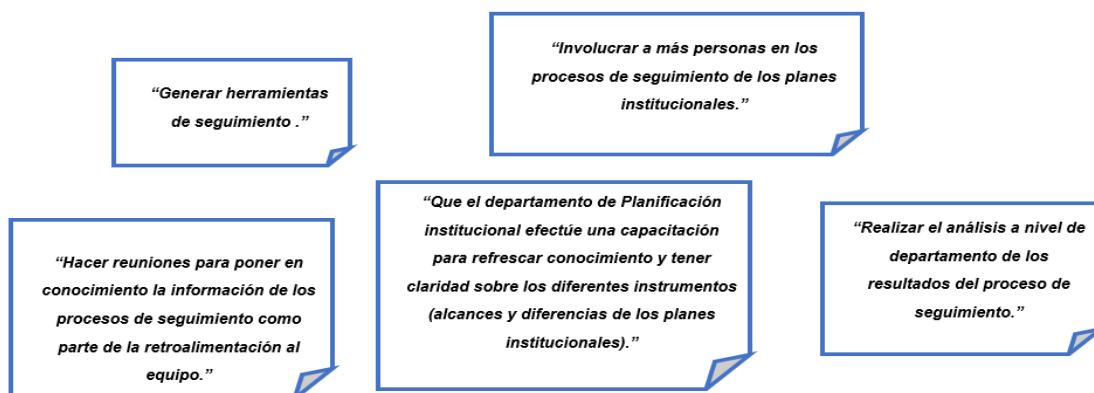 “Generar herramientas
de seguimiento .”
“Involucrar a más personas en los
procesos de seguimiento de los planes
institucionales.”
“Hacer reuniones para poner en
conocimiento la información de los
procesos de seguimiento como
parte de la retroalimentación al
equipo.”
“Que el departamento de Planificación
institucional efectúe una capacitación
para refrescar conocimiento y tener
claridad sobre los diferentes instrumentos
(alcances y diferencias de los planes
institucionales).”
“Realizar el análisis a nivel de
departamento de los
resultados del proceso de
seguimiento.”